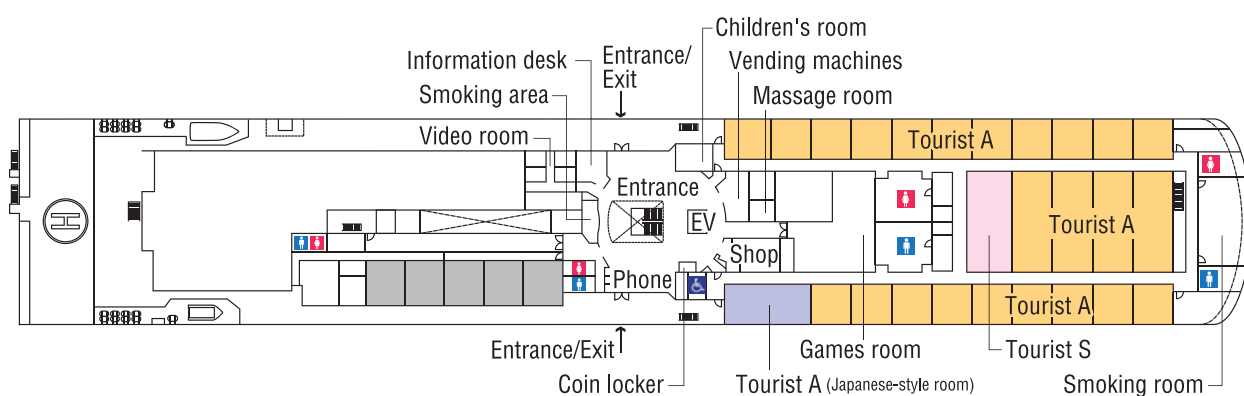 Children's room
Information desk
Entrance/
Exit
Vending machines
Smoking area
Massage room
Video room
Tourist A
Entrance
EV
Tourist A
H
Shop
Phone
Tourist A
Entrance/Exit
Games room
Tourist S
Coin locker
Tourist A (Japanese-style room)
Smoking room